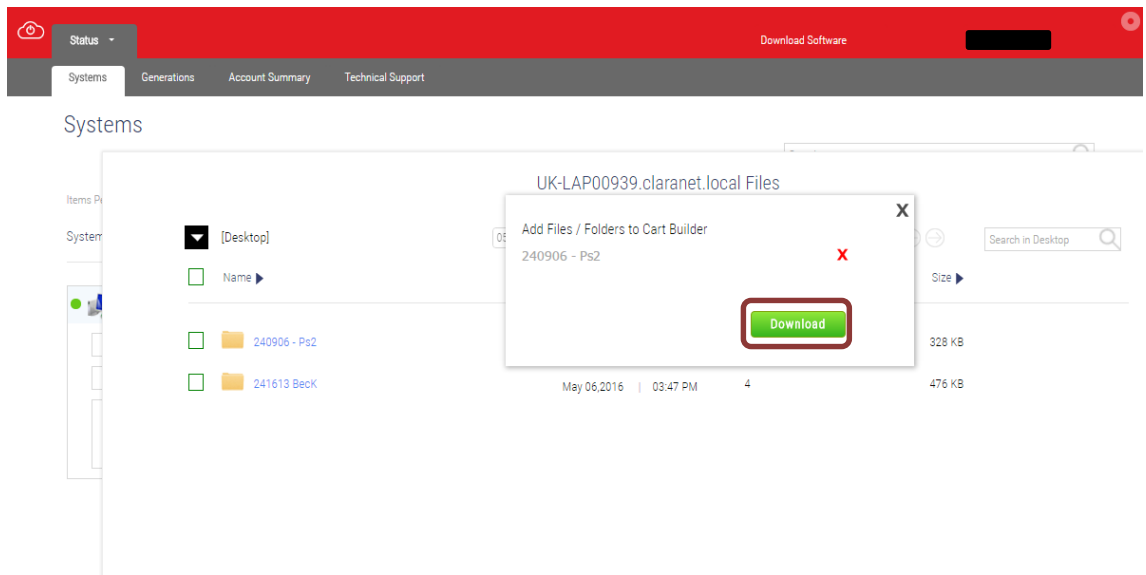 Status
Download Software
Systems Generations Account Summary Technical Support
Systems
UK-LAP00939.claranet.local Files
Items
System
[Desktop]
05
Search in Desktop
Name
Size
Add Files / Folders to Cart Builder
X
240906 - Ps2
X
Download
240906 - Ps2
328 KB
241613 BecK
May 06,2016 | 03:47 PM
4
476 KB